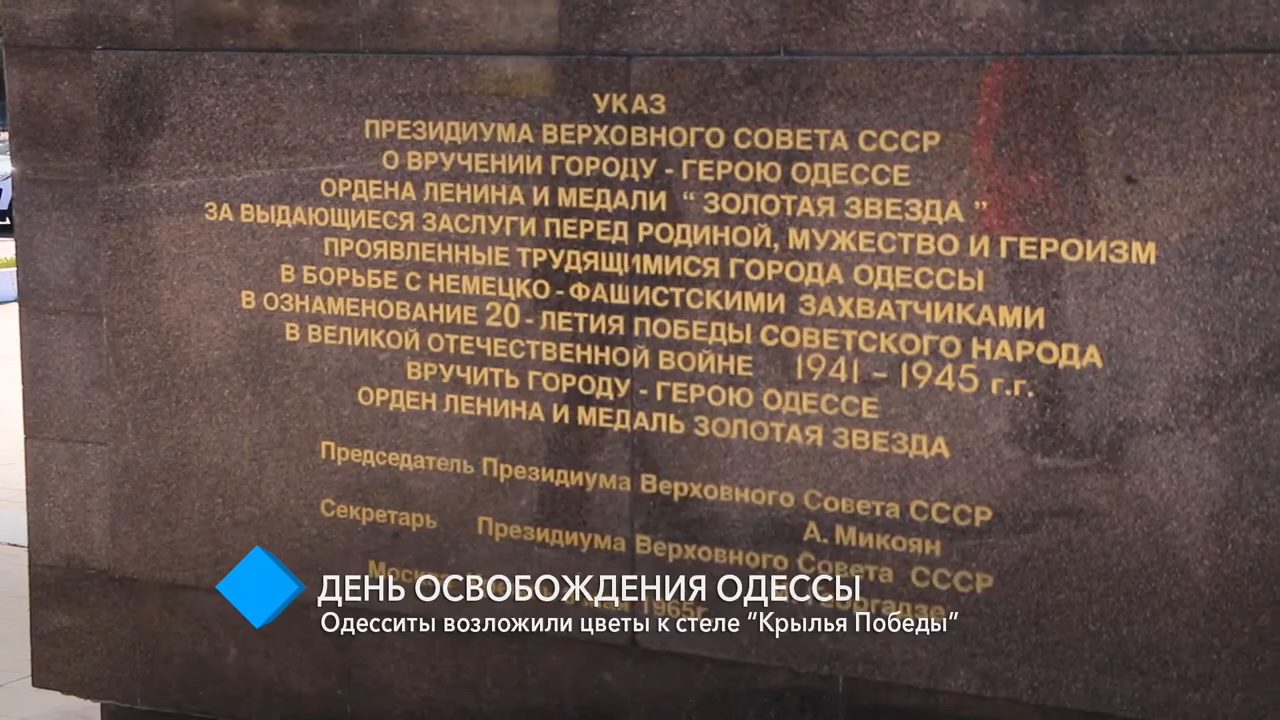 УКАЗ
ПРЕЗИДИУМА ВЕРХОВНОГО СОВЕТА СССР
О ВРУЧЕНИИ ГОРОДУ - ГЕРОЮ ОДЕССЕ
ОРДЕНА ЛЕНИНА И МЕДАЛИ “ ЗОЛОТАЯ ЗВЕЗДА ”
ЗА ВЫДАЮЩИЕСЯ ЗАСЛУГИ ПЕРЕД РОДИНОЙ, МУЖЕСТВО И ГЕРОИЗМ
ПРОЯВЛЕННЫЕ ТРУДЯЩИМИСЯ ГОРОДА ОДЕССЫ
В БОРЬБЕ С НЕМЕЦКО - ФАШИСТСКИМИ ЗАХВАТЧИКАМИ
В ОЗНАМЕНОВАНИЕ 20 - ЛЕТИЯ ПОБЕДЫ СОВЕТСКОГО НАРОДА
В ВЕЛИКОЙ ОТЕЧЕСТВЕННОЙ ВОЙНЕ 1941 - 1945 г.г.
ВРУЧИТЬ ГОРОДУ - ГЕРОЮ ОДЕССЕ
ОРДЕН ЛЕНИНА И МЕДАЛЬ ЗОЛОТАЯ ЗВЕЗДА
Председатель Президиума Верховного Совета СССР
А. Микоян
Секретарь Президиума Верховного Совета СССР
1965г.
ДЕНЬ ОСВОБОЖДЕНИЯ ОДЕССЫ
Одесситы возложили цветы к стеле “Крылья Победы”